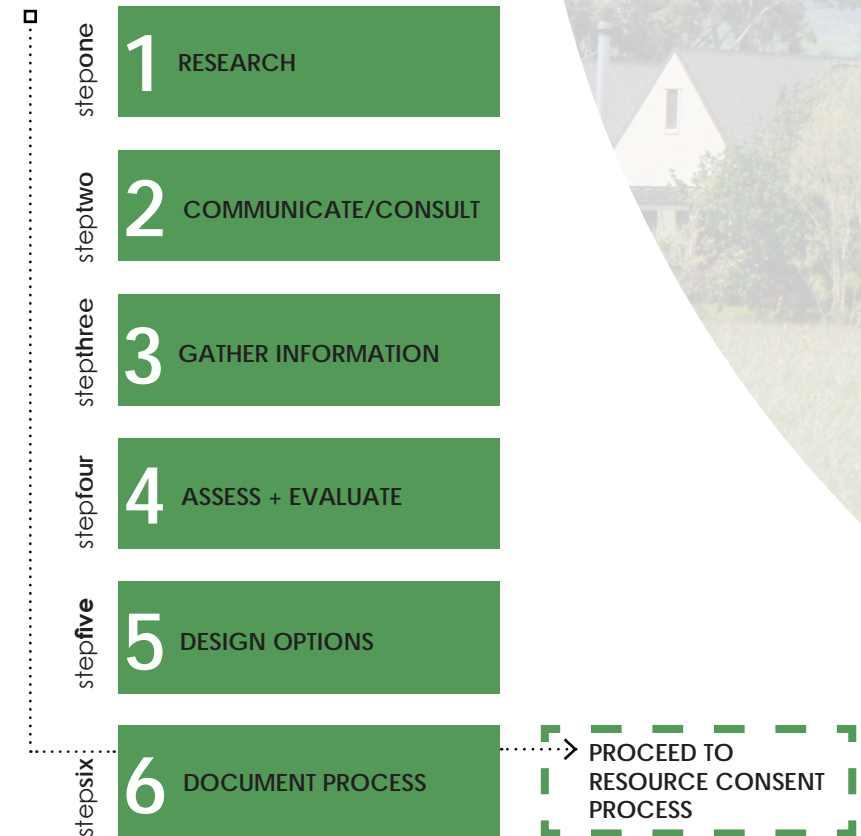 stepone
1 RESEARCH
steptwo
2 COMMUNICATE/CONSULT
stepthree
3 GATHER INFORMATION
stepfour
4 ASSESS + EVALUATE
stepfive
5 DESIGN OPTIONS
stepsix
6 DOCUMENT PROCESS
PROCEED TO
RESOURCE CONSENT
PROCESS